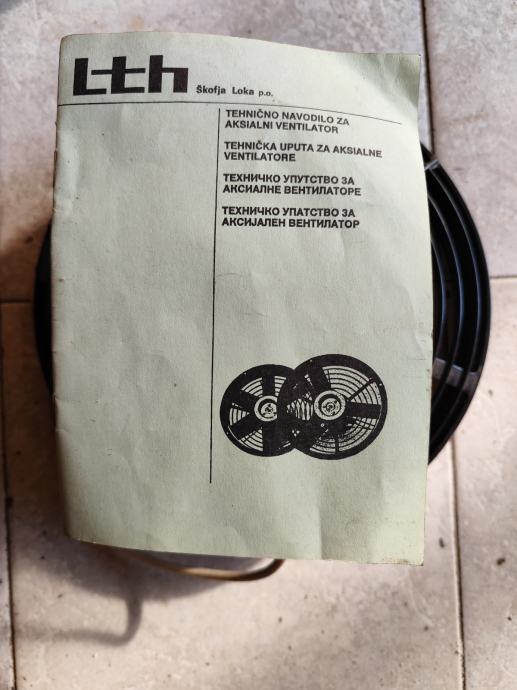 Lth Škofja Loka p.o.
TEHNIČNO NAVODILO ZA
AKSIALNI VENTILATOR
TEHNIČKA UPUTA ZA AKSIALNE
VENTILATORE
ТЕХНИЧКО УПУТСТВО ЗА
АКСИАЛНЕ ВЕНТИЛАТОРЕ
ТЕХНИЧКО УПАТСТВО ЗА
АКСИЈАЛЕН ВЕНТИЛАТОР